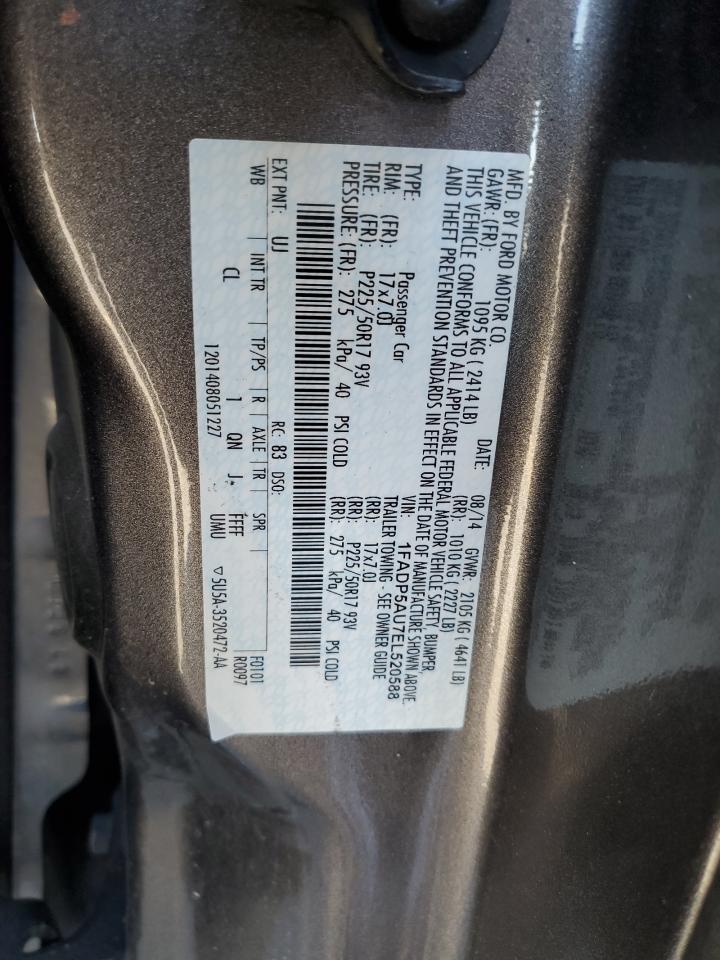 MFD. BY FORD MOTOR CO.
DATE: 08/14 GVWR: 2105 KG ( 4641 LB)
GAWR: (FR): 1095 KG ( 2414 LB) (RR): 1010 KG ( 2227 LB)
THIS VEHICLE CONFORMS TO ALL APPLICABLE FEDERAL MOTOR VEHICLE SAFETY, BUMPER,
AND THEFT PREVENTION STANDARDS IN EFFECT ON THE DATE OF MANUFACTURE SHOWN ABOVE.
VIN: 1FADP5AU7EL520588
TYPE: Passenger Car TRAILER TOWING - SEE OWNER GUIDE
RIM: (FR): 17x7.0J (RR): 17x7.0J
TIRE: (FR): P225/50R17 93V (RR): P225/50R17 93V
PRESSURE: (FR): 275 kPa/ 40 PSI COLD (RR): 275 kPa/ 40 PSI COLD
EXT PNT: UJ RC: 83 DSO: F0101
WB INT TR TP/PS R AXLE TR SPR R0097
CL 1 QN J FFFF
1201408051227 UMU ▽5U5A-3520472-AA